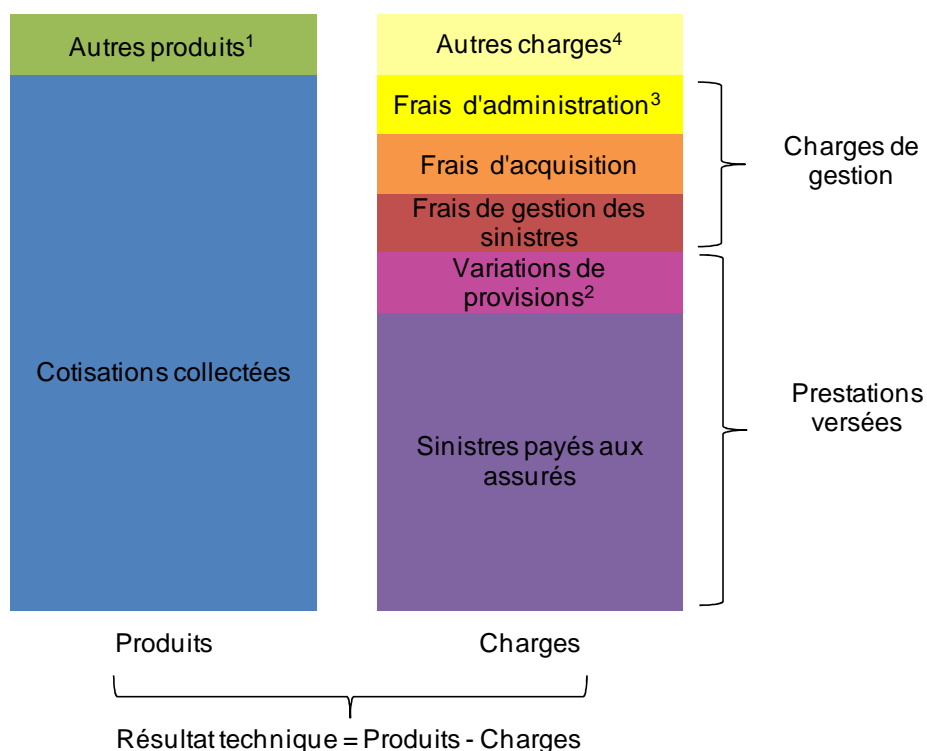 Autres produits¹
Autres charges⁴
Frais d'administration³
Charges de
gestion
Frais d'acquisition
Frais de gestion des
sinistres
Variations de
provisions²
Cotisations collectées
Prestations
versées
Sinistres payés aux
assurés
Produits
Charges
Résultat technique = Produits - Charges